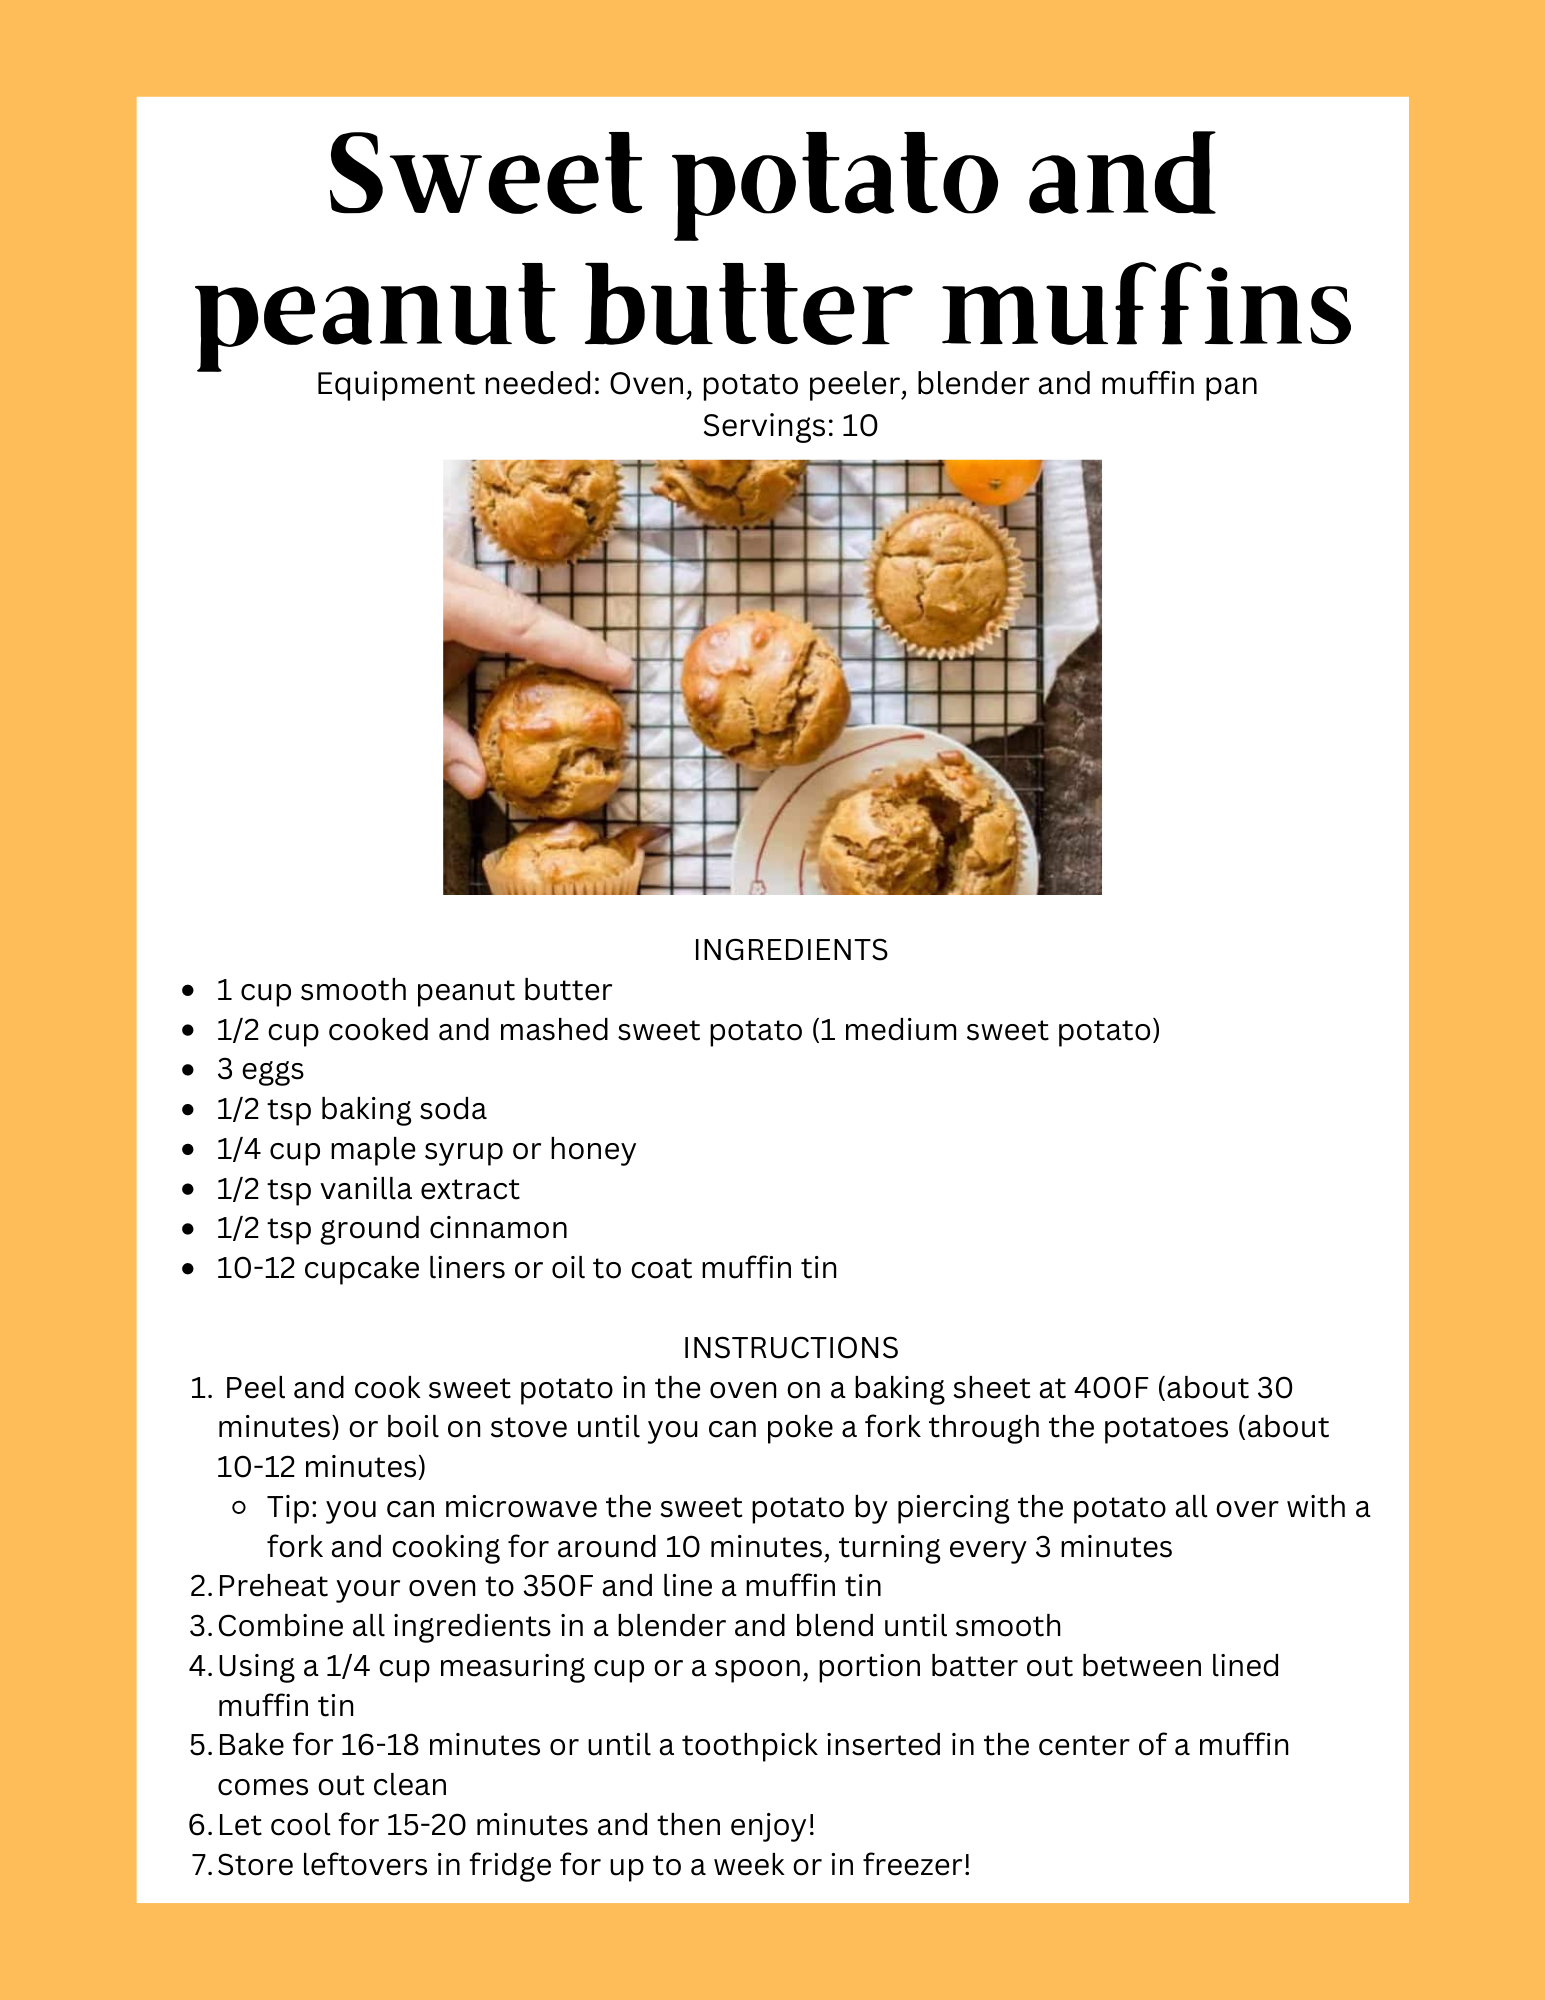 Sweet potato and
peanut butter muffins
Equipment needed: Oven, potato peeler, blender and muffin pan
Servings: 10
INGREDIENTS
• 1 cup smooth peanut butter
• 1/2 cup cooked and mashed sweet potato (1 medium sweet potato)
• 3 eggs
• 1/2 tsp baking soda
• 1/4 cup maple syrup or honey
• 1/2 tsp vanilla extract
• 1/2 tsp ground cinnamon
• 10-12 cupcake liners or oil to coat muffin tin
INSTRUCTIONS
1. Peel and cook sweet potato in the oven on a baking sheet at 400F (about 30
minutes) or boil on stove until you can poke a fork through the potatoes (about
10-12 minutes)
◦ Tip: you can microwave the sweet potato by piercing the potato all over with a
fork and cooking for around 10 minutes, turning every 3 minutes
2. Preheat your oven to 350F and line a muffin tin
3. Combine all ingredients in a blender and blend until smooth
4. Using a 1/4 cup measuring cup or a spoon, portion batter out between lined
muffin tin
5. Bake for 16-18 minutes or until a toothpick inserted in the center of a muffin
comes out clean
6. Let cool for 15-20 minutes and then enjoy!
7. Store leftovers in fridge for up to a week or in freezer!